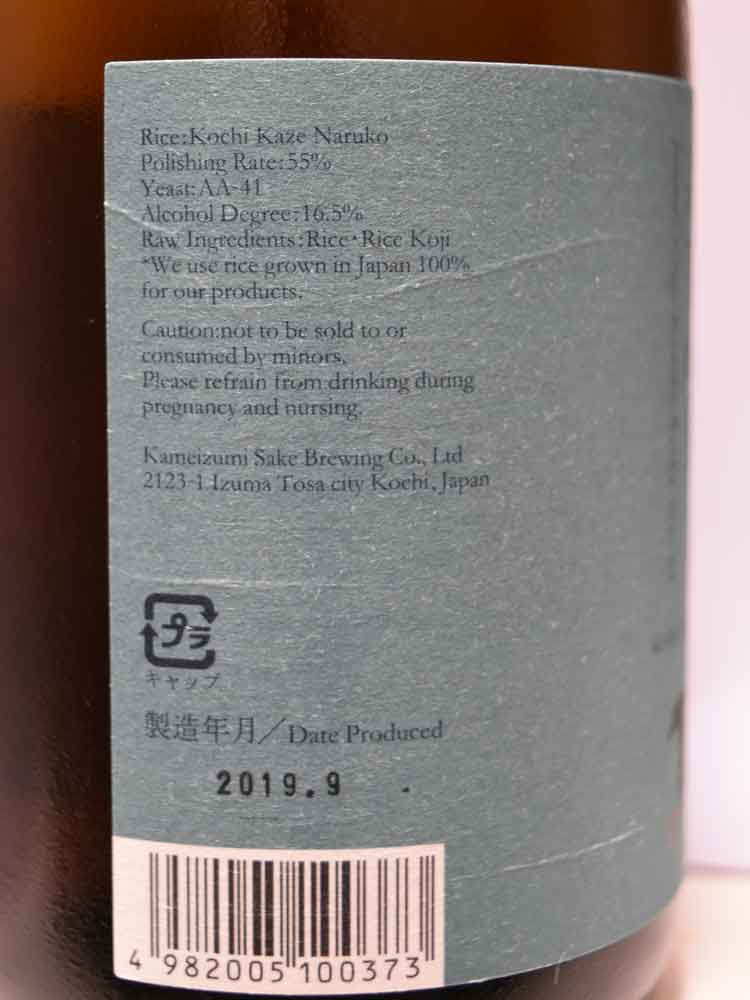 Rice:Kochi Kaze Naruko
Polishing Rate:55%
Yeast:AA-41
Alcohol Degree:16.5%
Raw Ingredients:Rice・Rice Koji
*We use rice grown in Japan 100%
for our products.
Caution:not to be sold to or
consumed by minors.
Please refrain from drinking during
pregnancy and nursing.
Kameizumi Sake Brewing Co., Ltd
2123-1 Izuma Tosa city Kochi, Japan
プラ
キャップ
製造年月／Date Produced
2019.9
4 982005 100373